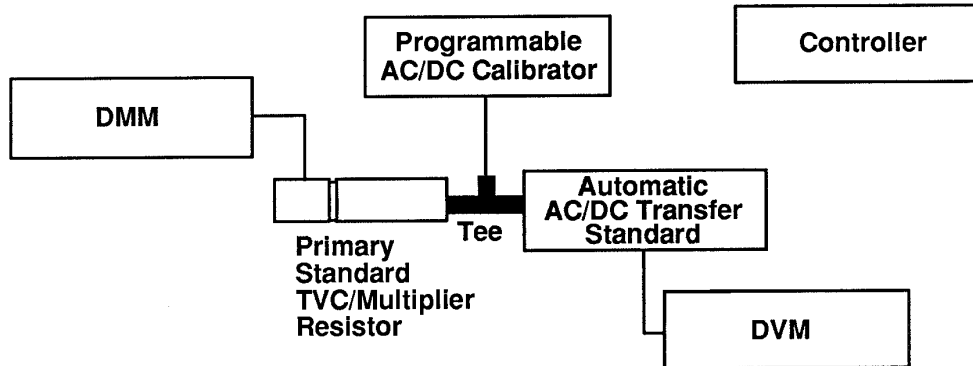 Programmable
AC/DC Calibrator
Controller
DMM
Automatic
AC/DC Transfer
Standard
Tee
Primary
Standard
TVC/Multiplier
Resistor
DVM